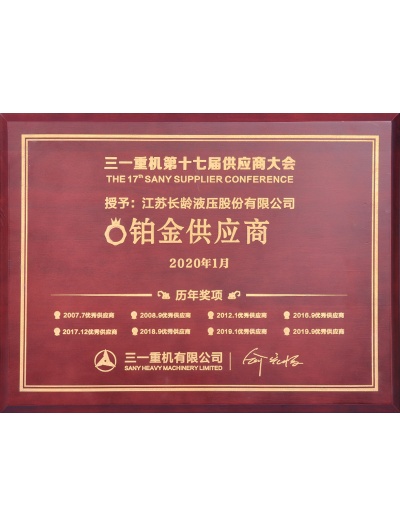 三一重机第十七届供应商大会
THE 17th SANY SUPPLIER CONFERENCE
授予：江苏长龄液压股份有限公司
铂金供应商
2020年1月
历年奖项
2007.7优秀供应商 2008.9优秀供应商 2012.1优秀供应商 2016.9优秀供应商
2017.12优秀供应商 2018.9优秀供应商 2019.1优秀供应商 2019.9优秀供应商
三一重机有限公司
SANY HEAVY MACHINERY LIMITED